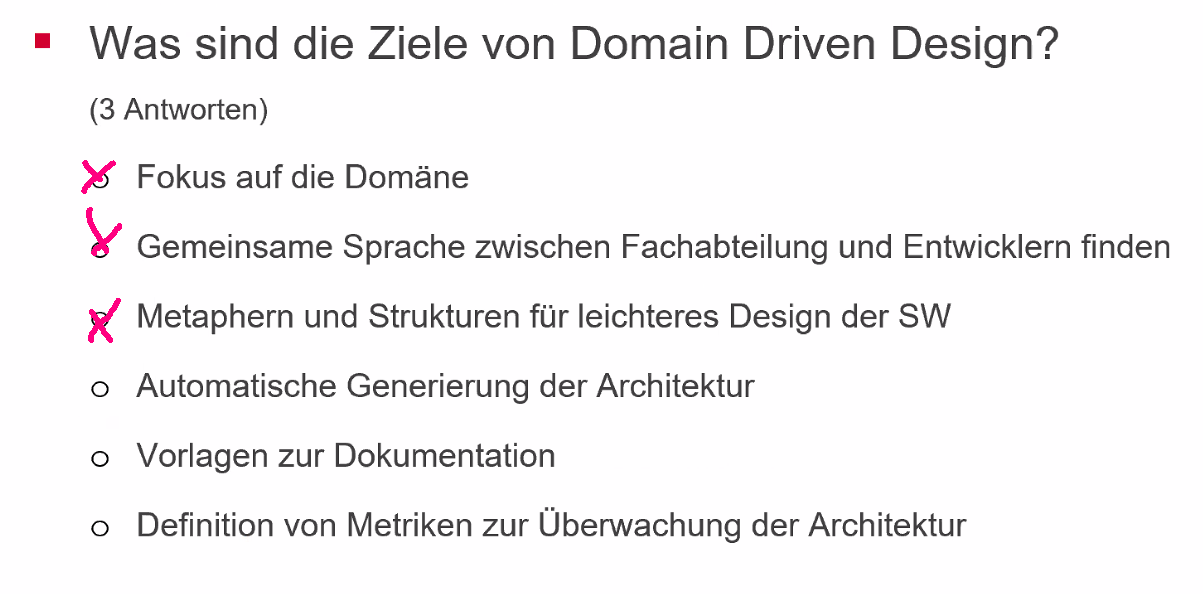 Was sind die Ziele von Domain Driven Design?
(3 Antworten)
Fokus auf die Domäne
Gemeinsame Sprache zwischen Fachabteilung und Entwicklern finden
Metaphern und Strukturen für leichteres Design der SW
Automatische Generierung der Architektur
Vorlagen zur Dokumentation
Definition von Metriken zur Überwachung der Architektur